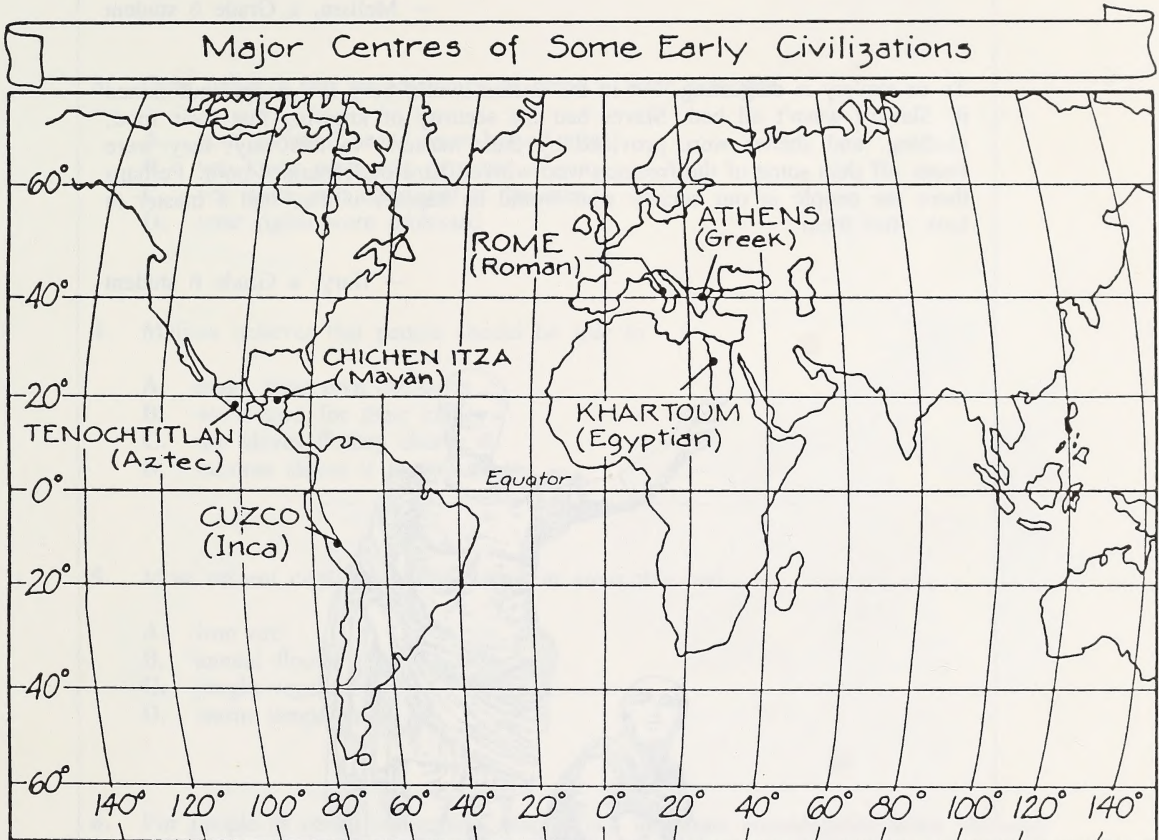 Major Centres of Some Early Civilizations
60°
ATHENS
(Greek)
ROME
(Roman)
40°
CHICHEN ITZA
(Mayan)
20°
KHARTOUM
(Egyptian)
TENOCHTITLAN
(Aztec)
Equator
0°
CUZCO
(Inca)
20°
40°
60°
140° 120° 100° 80° 60° 40° 20 0° 20° 40° 60° 80° 100° 120° 140°